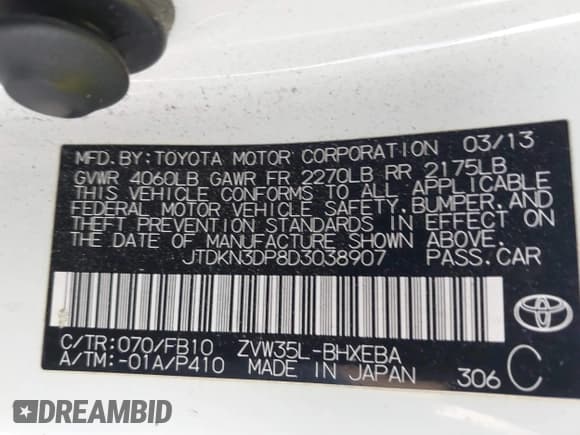 MFD. BY: TOYOTA MOTOR CORPORATION 03/13
GVWR 4060LB GAWR FR 2270LB RR 2175LB
THIS VEHICLE CONFORMS TO ALL APPLICABLE
FEDERAL MOTOR VEHICLE SAFETY, BUMPER, AND
THEFT PREVENTION STANDARDS IN EFFECT ON
THE DATE OF MANUFACTURE SHOWN ABOVE.
JTDKN3DP8D3038907 PASS. CAR
C/TR: 070/FB10 ZVW35L-BHXEBA
A/TM: -01A/P410 MADE IN JAPAN 306 C
DREAMBID